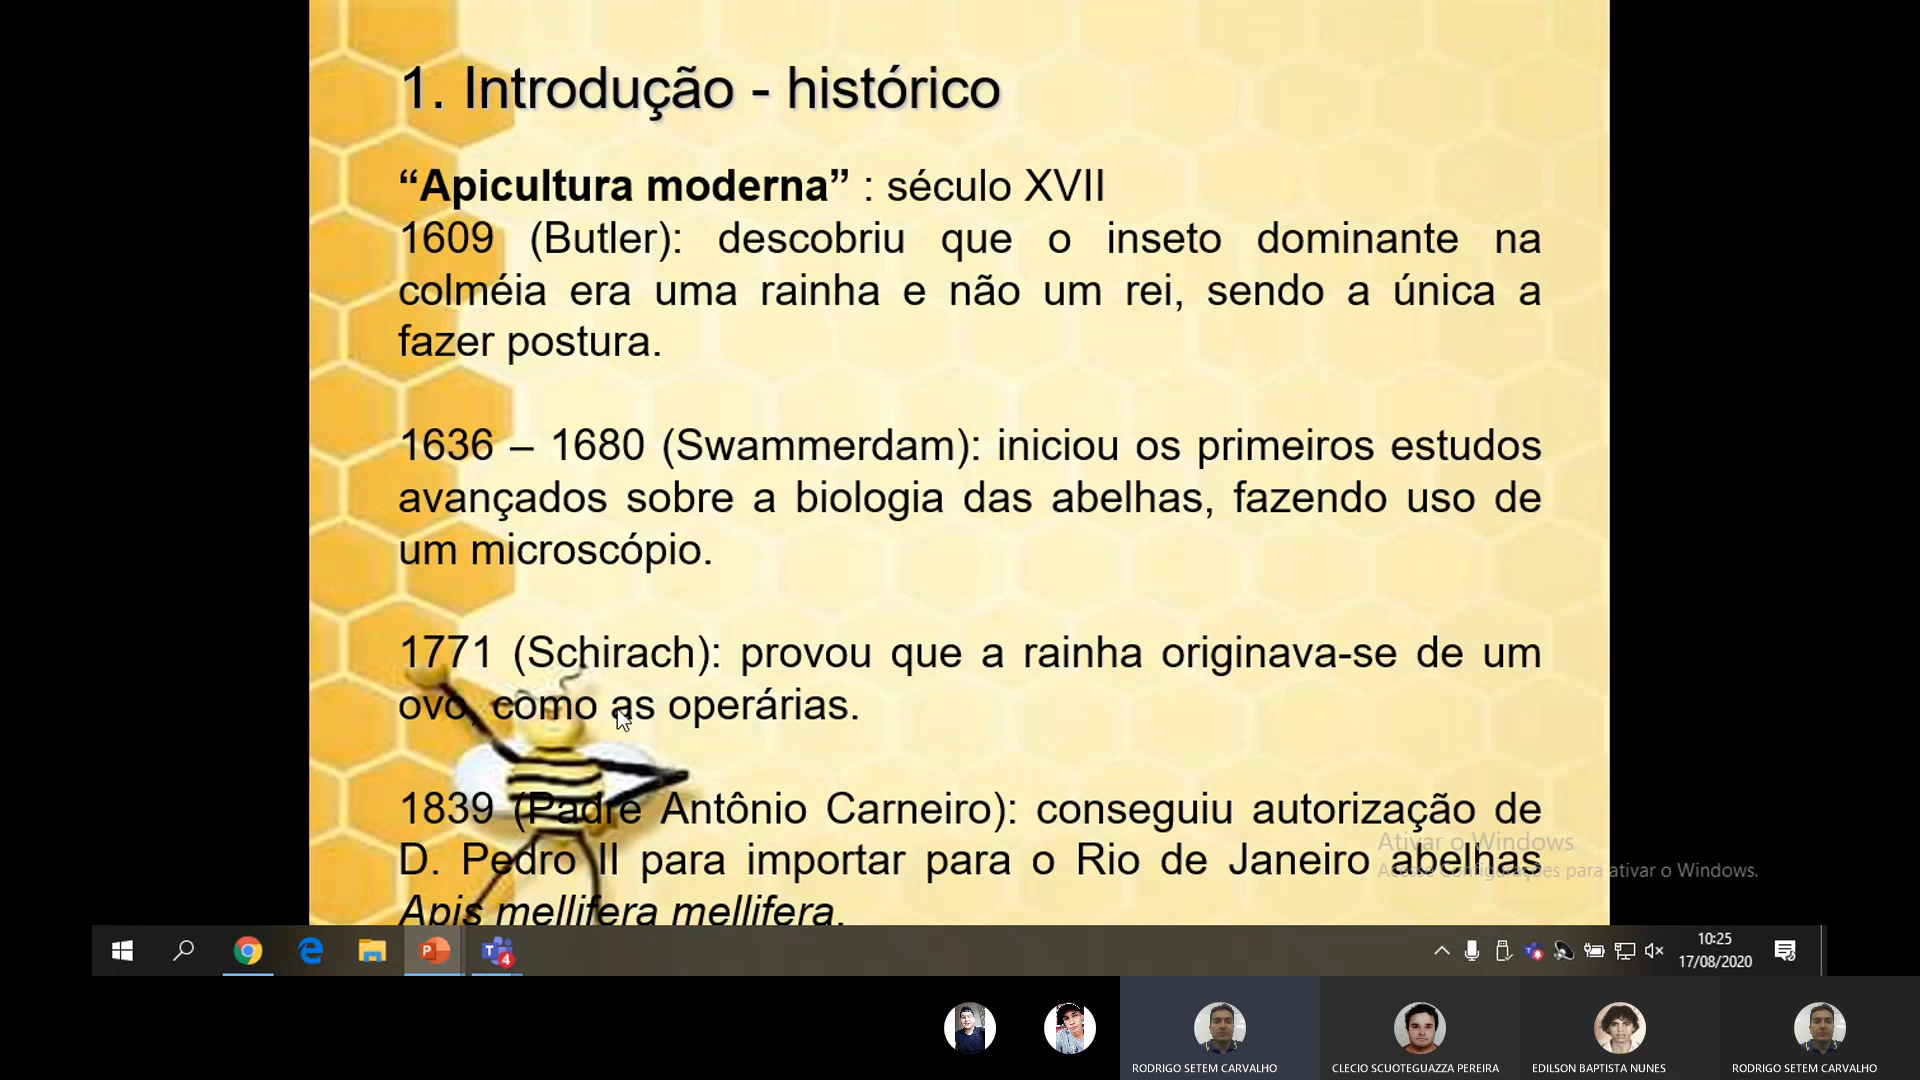 1. Introdução - histórico
“Apicultura moderna” : século XVII
1609 (Butler): descobriu que o inseto dominante na
colméia era uma rainha e não um rei, sendo a única a
fazer postura.
1636 – 1680 (Swammerdam): iniciou os primeiros estudos
avançados sobre a biologia das abelhas, fazendo uso de
um microscópio.
1771 (Schirach): provou que a rainha originava-se de um
ovo, como as operárias.
1839 (Padre Antônio Carneiro): conseguiu autorização de
D. Pedro II para importar para o Rio de Janeiro abelhas
Apis mellifera mellifera.
Ativar o Windows
Acesse Configurações para ativar o Windows.
4
10:25
17/08/2020
RODRIGO SETEM CARVALHO
CLECIO SCUOTEGUAZZA PEREIRA
EDILSON BAPTISTA NUNES
RODRIGO SETEM CARVALHO